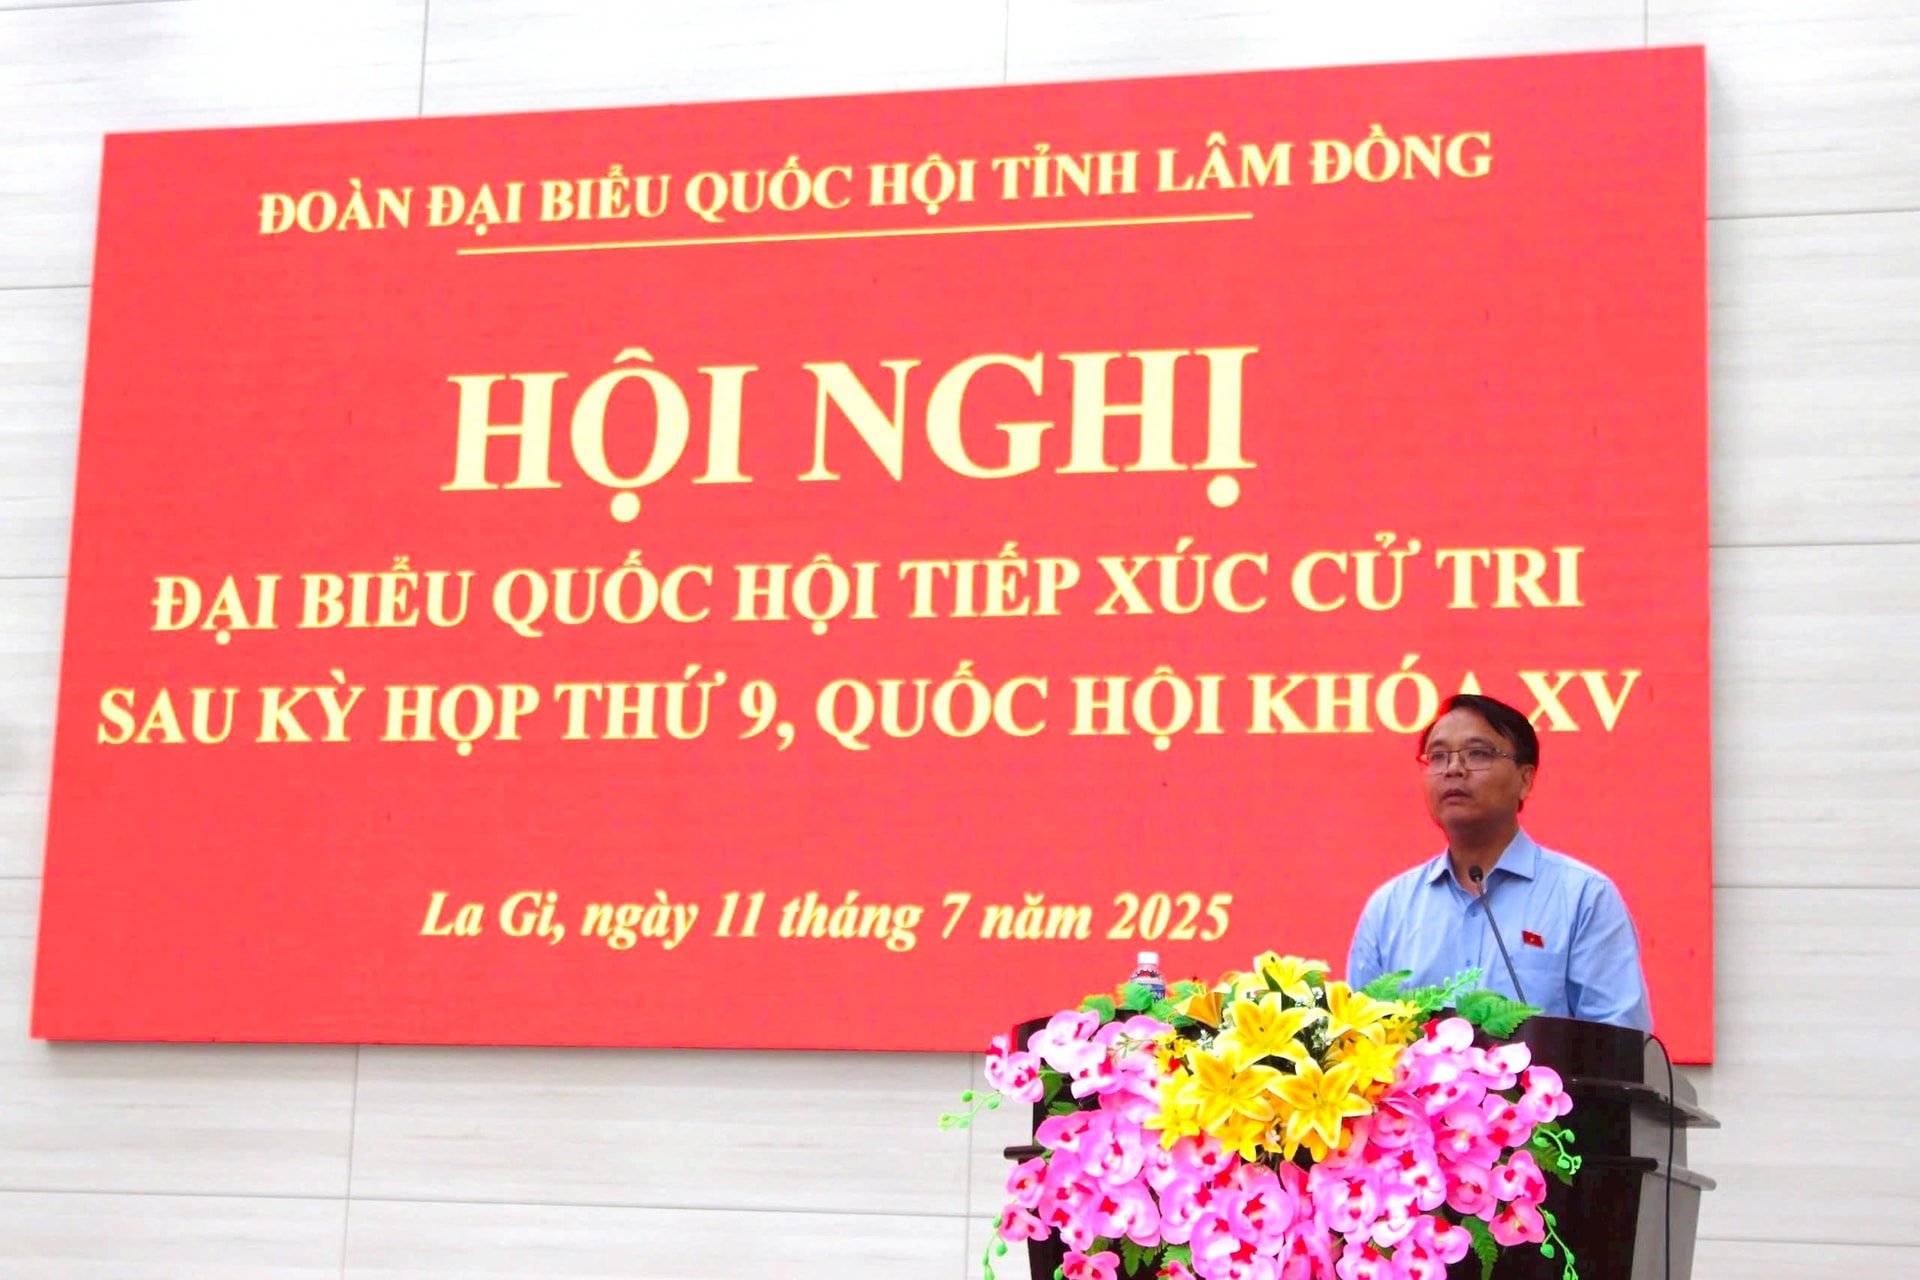 ĐOÀN ĐẠI BIỂU QUỐC HỘI TỈNH LÂM ĐỒNG
HỘI NGHỊ
ĐẠI BIỂU QUỐC HỘI TIẾP XÚC CỬ TRI
SAU KỲ HỌP THỨ 9, QUỐC HỘI KHÓA XV
La Gi, ngày 11 tháng 7 năm 2025